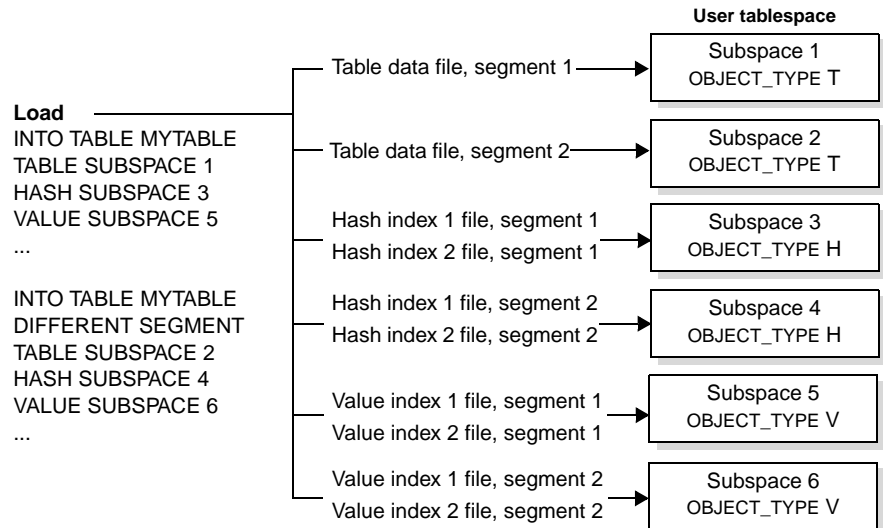 User tablespace
Load
INTO TABLE MYTABLE
TABLE SUBSPACE 1
HASH SUBSPACE 3
VALUE SUBSPACE 5
...
INTO TABLE MYTABLE
DIFFERENT SEGMENT
TABLE SUBSPACE 2
HASH SUBSPACE 4
VALUE SUBSPACE 6
...
Table data file, segment 1
Subspace 1
OBJECT_TYPE T
Table data file, segment 2
Subspace 2
OBJECT_TYPE T
Hash index 1 file, segment 1
Hash index 2 file, segment 1
Subspace 3
OBJECT_TYPE H
Hash index 1 file, segment 2
Hash index 2 file, segment 2
Subspace 4
OBJECT_TYPE H
Value index 1 file, segment 1
Value index 2 file, segment 1
Subspace 5
OBJECT_TYPE V
Value index 1 file, segment 2
Value index 2 file, segment 2
Subspace 6
OBJECT_TYPE V